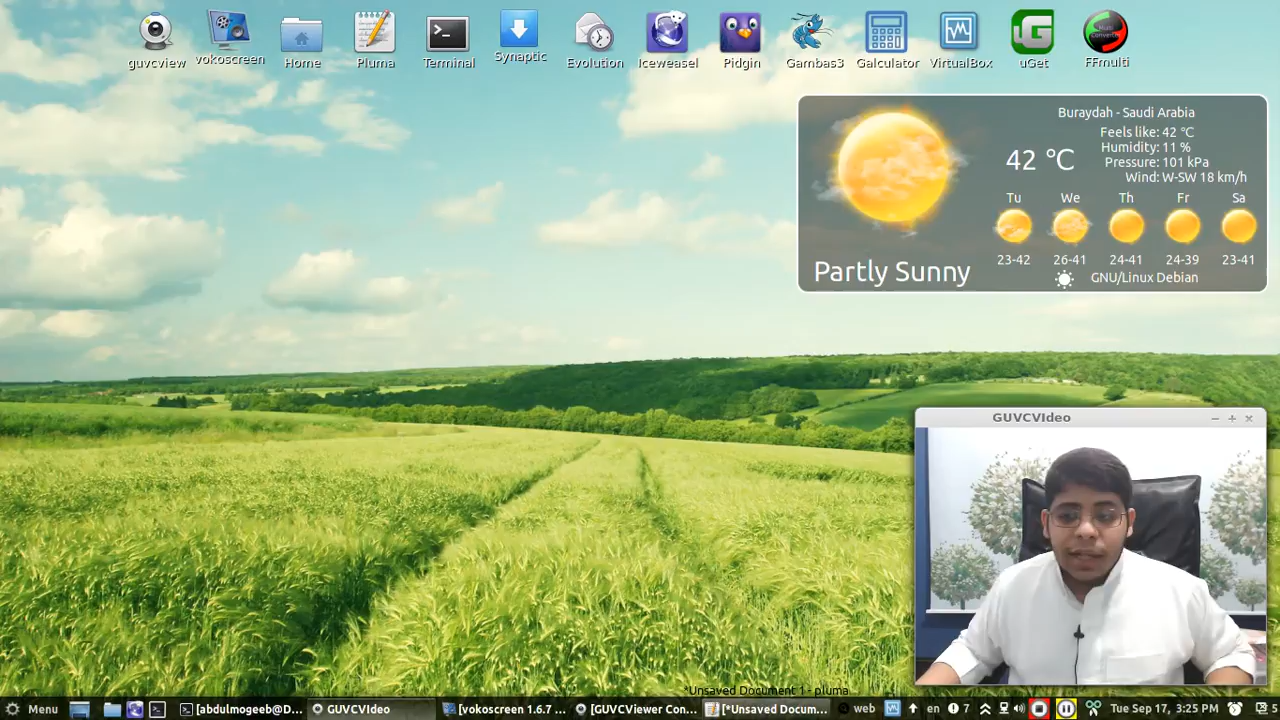 guvcview
vokoscreen
Home
Pluma
Terminal
Synaptic
Evolution
Iceweasel
Pidgin
Gambas3
Galculator
VirtualBox
uGet
FFmulti
Buraydah - Saudi Arabia
Feels like: 42 °C
42 °C
Humidity: 11 %
Pressure: 101 kPa
Wind: W-SW 18 km/h
Tu We Th Fr Sa
23-42 26-41 24-41 24-39 23-41
Partly Sunny
GNU/Linux Debian
GUVCVIdeo
*Unsaved Document 1 - pluma
Menu
[abdulmogeeb@D...
GUVCVIdeo
[vokoscreen 1.6.7 ...
[GUVCViewer Con...
[*Unsaved Docum...
web
en
7
Tue Sep 17, 3:25 PM
5